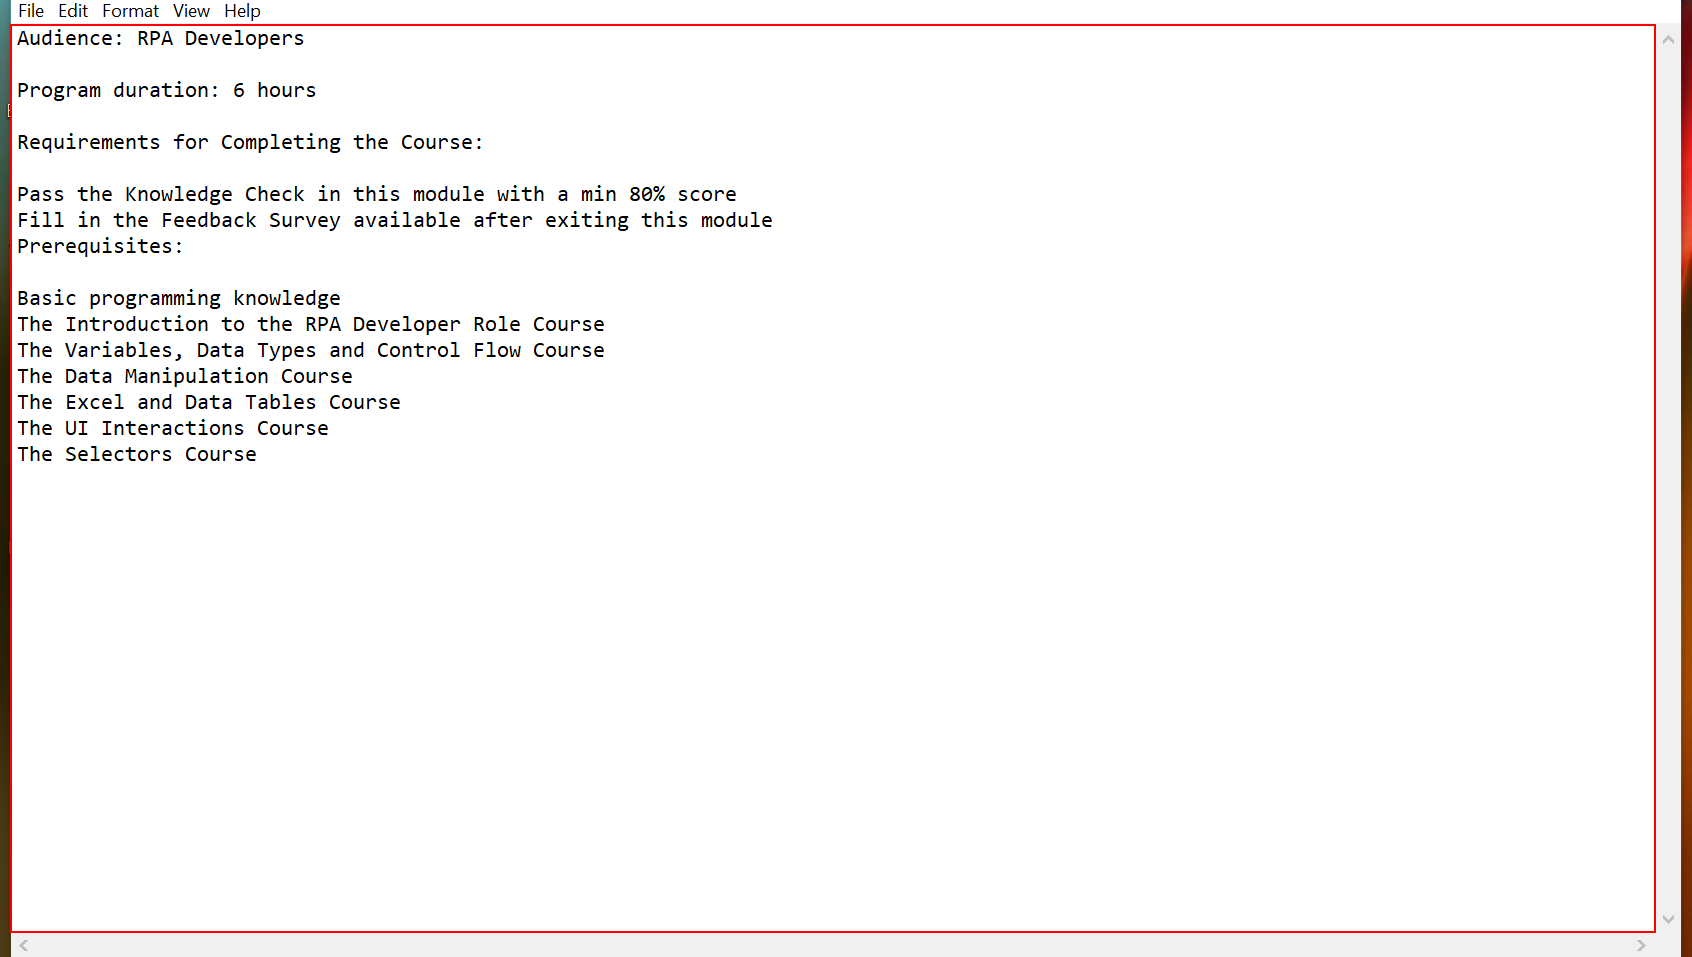 File Edit Format View Help
Audience: RPA Developers
Program duration: 6 hours
Requirements for Completing the Course:
Pass the Knowledge Check in this module with a min 80% score
Fill in the Feedback Survey available after exiting this module
Prerequisites:
Basic programming knowledge
The Introduction to the RPA Developer Role Course
The Variables, Data Types and Control Flow Course
The Data Manipulation Course
The Excel and Data Tables Course
The UI Interactions Course
The Selectors Course